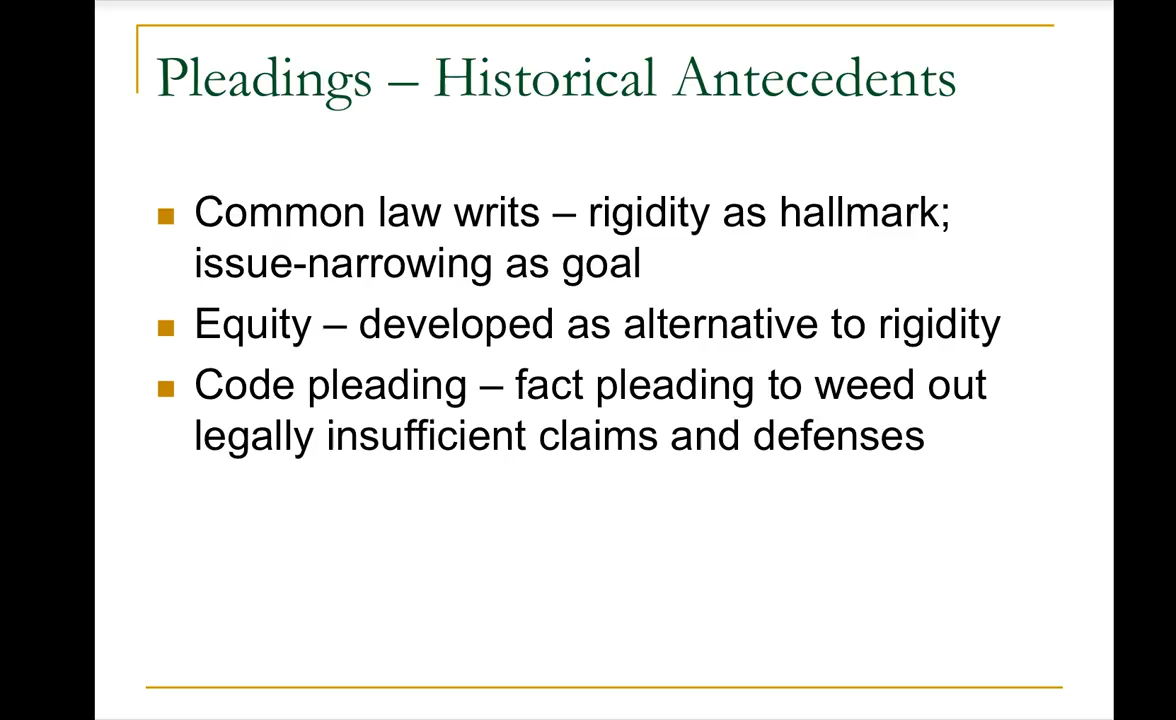 Pleadings – Historical Antecedents
Common law writs – rigidity as hallmark;
issue-narrowing as goal
Equity – developed as alternative to rigidity
Code pleading – fact pleading to weed out
legally insufficient claims and defenses